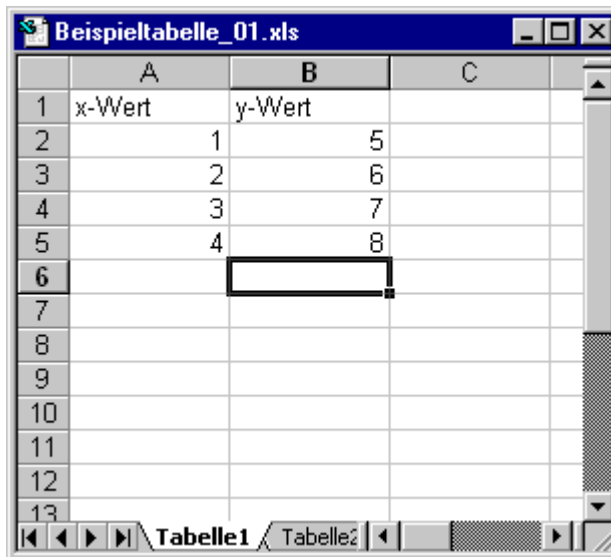 Beispieltabelle_01.xls
A B C
1 x-Wert y-Wert
2 1 5
3 2 6
4 3 7
5 4 8
6
7
8
9
10
11
12
13
Tabelle1 Tabelle2